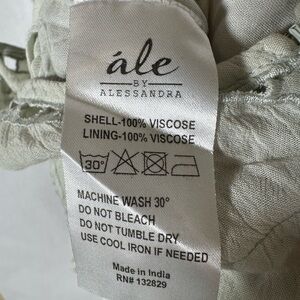 ále
BY
ALESSANDRA
SHELL-100% VISCOSE
LINING-100% VISCOSE
30°
MACHINE WASH 30°
DO NOT BLEACH
DO NOT TUMBLE DRY
USE COOL IRON IF NEEDED
Made in India
RN# 132829